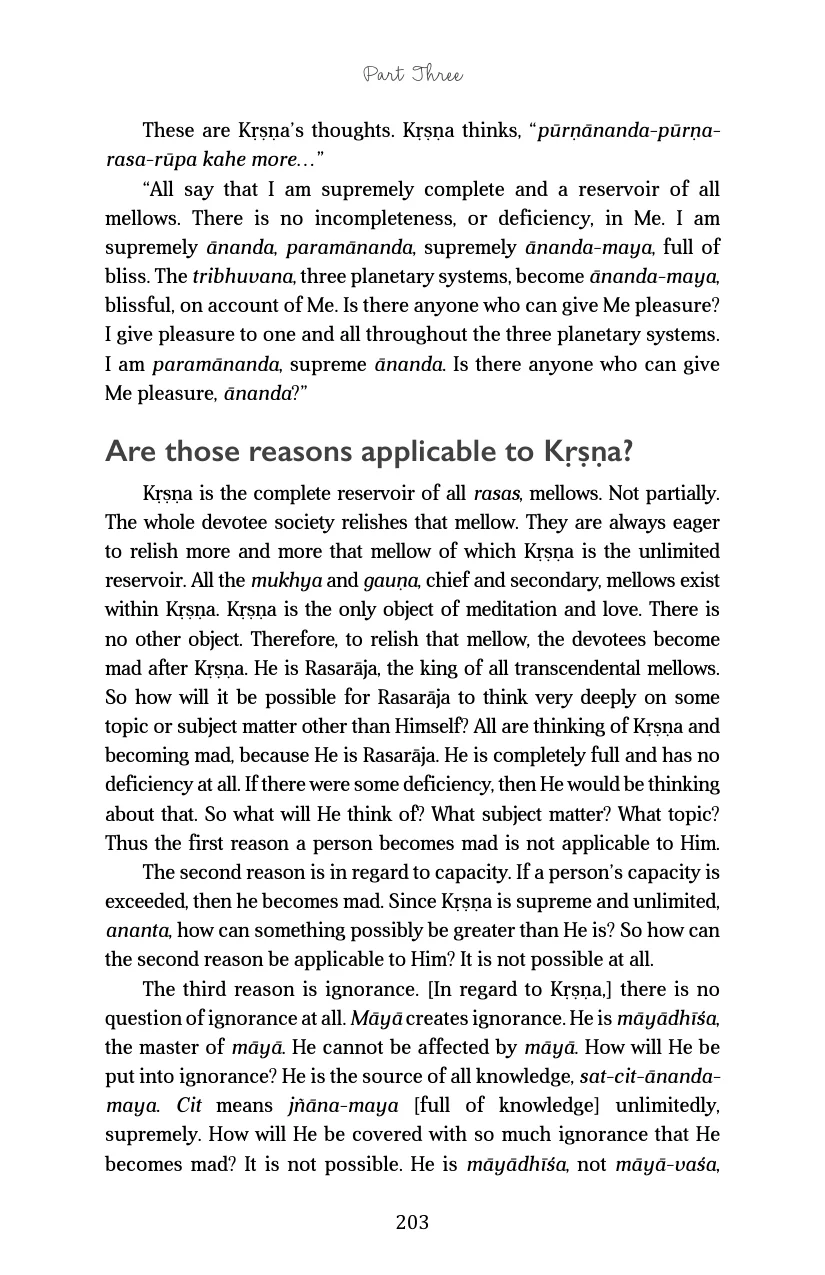 Part Three
These are Kṛṣṇa’s thoughts. Kṛṣṇa thinks, “pūrṇānanda-pūrṇa-
rasa-rūpa kahe more…”
“All say that I am supremely complete and a reservoir of all
mellows. There is no incompleteness, or deficiency, in Me. I am
supremely ānanda, paramānanda, supremely ānanda-maya, full of
bliss. The tribhuvana, three planetary systems, become ānanda-maya,
blissful, on account of Me. Is there anyone who can give Me pleasure?
I give pleasure to one and all throughout the three planetary systems.
I am paramānanda, supreme ānanda. Is there anyone who can give
Me pleasure, ānanda?”
Are those reasons applicable to Kṛṣṇa?
Kṛṣṇa is the complete reservoir of all rasas, mellows. Not partially.
The whole devotee society relishes that mellow. They are always eager
to relish more and more that mellow of which Kṛṣṇa is the unlimited
reservoir. All the mukhya and gauṇa, chief and secondary, mellows exist
within Kṛṣṇa. Kṛṣṇa is the only object of meditation and love. There is
no other object. Therefore, to relish that mellow, the devotees become
mad after Kṛṣṇa. He is Rasarāja, the king of all transcendental mellows.
So how will it be possible for Rasarāja to think very deeply on some
topic or subject matter other than Himself? All are thinking of Kṛṣṇa and
becoming mad, because He is Rasarāja. He is completely full and has no
deficiency at all. If there were some deficiency, then He would be thinking
about that. So what will He think of? What subject matter? What topic?
Thus the first reason a person becomes mad is not applicable to Him.
The second reason is in regard to capacity. If a person’s capacity is
exceeded, then he becomes mad. Since Kṛṣṇa is supreme and unlimited,
ananta, how can something possibly be greater than He is? So how can
the second reason be applicable to Him? It is not possible at all.
The third reason is ignorance. [In regard to Kṛṣṇa,] there is no
question of ignorance at all. Māyā creates ignorance. He is māyādhīśa,
the master of māyā. He cannot be affected by māyā. How will He be
put into ignorance? He is the source of all knowledge, sat-cit-ānanda-
maya. Cit means jñāna-maya [full of knowledge] unlimitedly,
supremely. How will He be covered with so much ignorance that He
becomes mad? It is not possible. He is māyādhīśa, not māyā-vaśa,
203